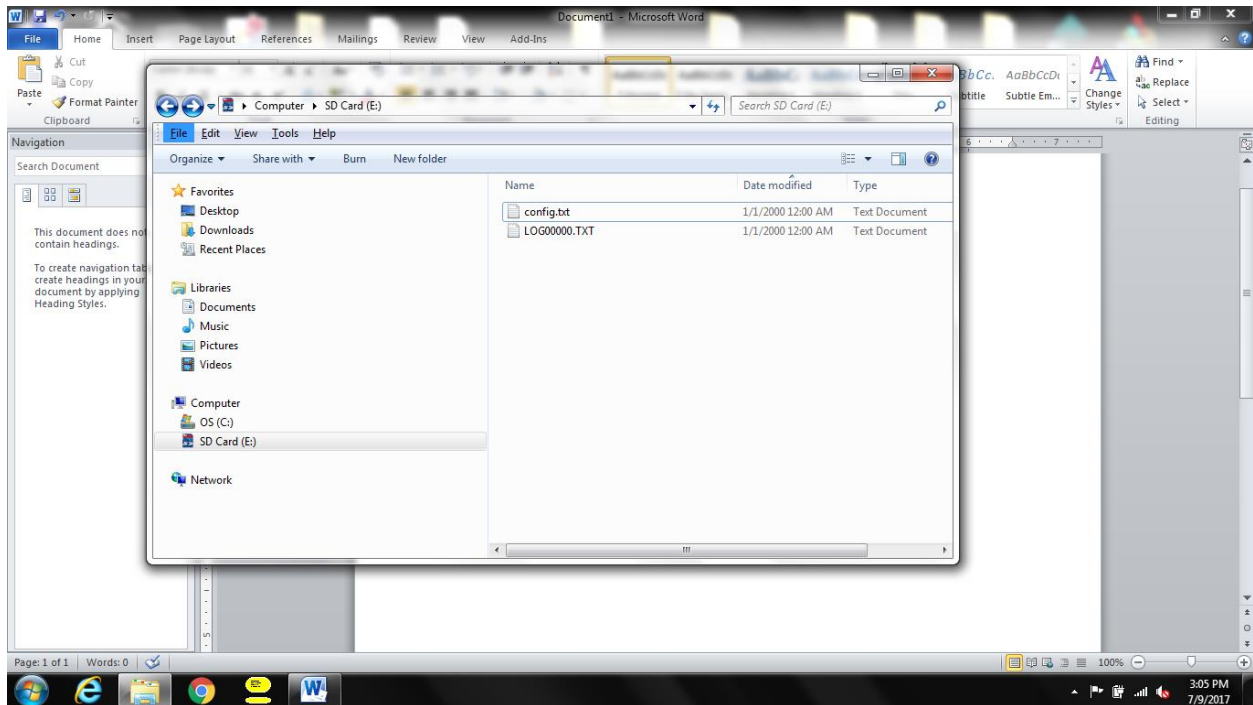 Document1 - Microsoft Word
File Home Insert Page Layout References Mailings Review View Add-Ins
Cut
Copy
Paste
Format Painter
Clipboard
AaBbCcDc
Subtle Em...
Change
Styles
Find
Replace
Select
Editing
Computer SD Card (E:)
Search SD Card (E:)
File Edit View Tools Help
Organize Share with Burn New folder
Navigation
Search Document
This document does not
contain headings.
To create navigation tab
create headings in your
document by applying
Heading Styles.
Favorites
Desktop
Downloads
Recent Places
Libraries
Documents
Music
Pictures
Videos
Computer
OS (C:)
SD Card (E:)
Network
Name Date modified Type
config.txt 1/1/2000 12:00 AM Text Document
LOG00000.TXT 1/1/2000 12:00 AM Text Document
6 7
5
Page: 1 of 1 Words: 0 100%
3:05 PM
7/9/2017